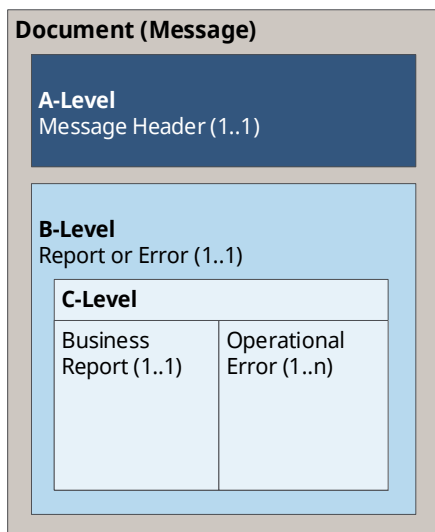 Document (Message)
A-Level
Message Header (1..1)
B-Level
Report or Error (1..1)
C-Level
Business
Report (1..1)
Operational
Error (1..n)